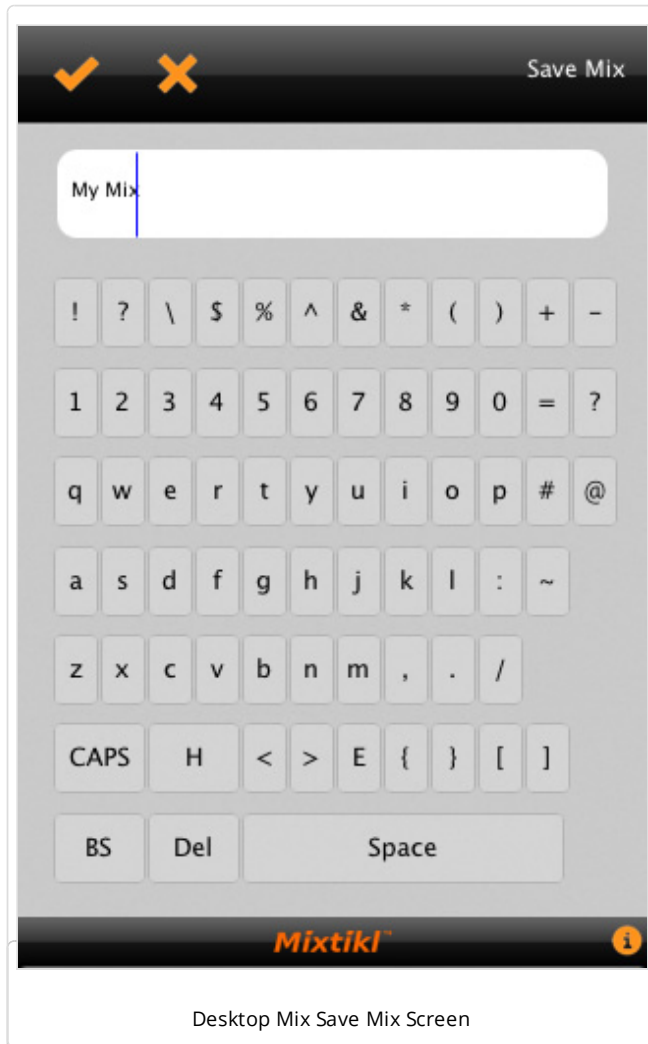 Save Mix
My Mix
! ? \ $ % ^ & * ( ) + -
1 2 3 4 5 6 7 8 9 0 = ?
q w e r t y u i o p # @
a s d f g h j k l : ~
z x c v b n m , . /
CAPS H < > E { } [ ]
BS Del Space
Mixtikl™
i
Desktop Mix Save Mix Screen